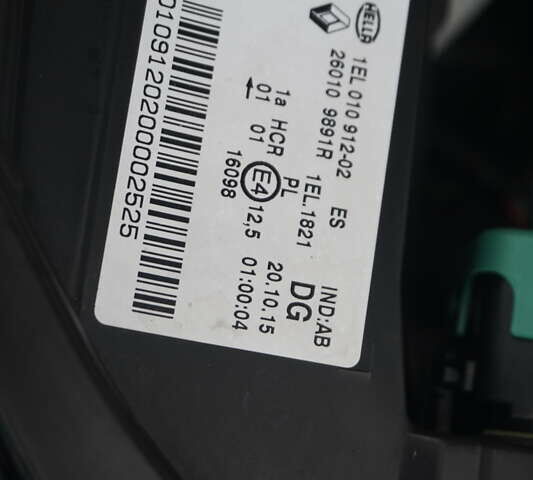 HELLA
1EL 010 912-02 ES IND:AB
26010 9891R 1EL.1821 DG
1a HCR PL 20.10.15
01 01 E4 12,5 01:00:04
16098
0109120200002525